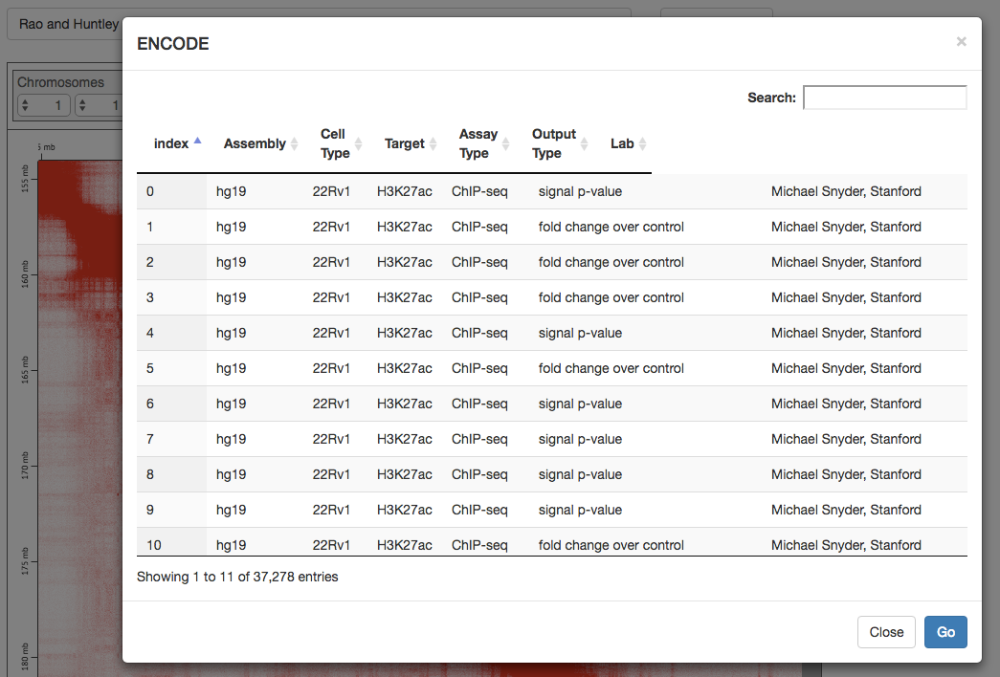 Rao and Huntley
ENCODE
×
Chromosomes
1 1
Search:
index Assembly Cell Type Target Assay Type Output Type Lab
0 hg19 22Rv1 H3K27ac ChIP-seq signal p-value Michael Snyder, Stanford
1 hg19 22Rv1 H3K27ac ChIP-seq fold change over control Michael Snyder, Stanford
2 hg19 22Rv1 H3K27ac ChIP-seq fold change over control Michael Snyder, Stanford
3 hg19 22Rv1 H3K27ac ChIP-seq fold change over control Michael Snyder, Stanford
4 hg19 22Rv1 H3K27ac ChIP-seq signal p-value Michael Snyder, Stanford
5 hg19 22Rv1 H3K27ac ChIP-seq fold change over control Michael Snyder, Stanford
6 hg19 22Rv1 H3K27ac ChIP-seq signal p-value Michael Snyder, Stanford
7 hg19 22Rv1 H3K27ac ChIP-seq signal p-value Michael Snyder, Stanford
8 hg19 22Rv1 H3K27ac ChIP-seq signal p-value Michael Snyder, Stanford
9 hg19 22Rv1 H3K27ac ChIP-seq signal p-value Michael Snyder, Stanford
10 hg19 22Rv1 H3K27ac ChIP-seq fold change over control Michael Snyder, Stanford
Showing 1 to 11 of 37,278 entries
Close Go
mb
155 mb
160 mb
165 mb
170 mb
175 mb
180 mb